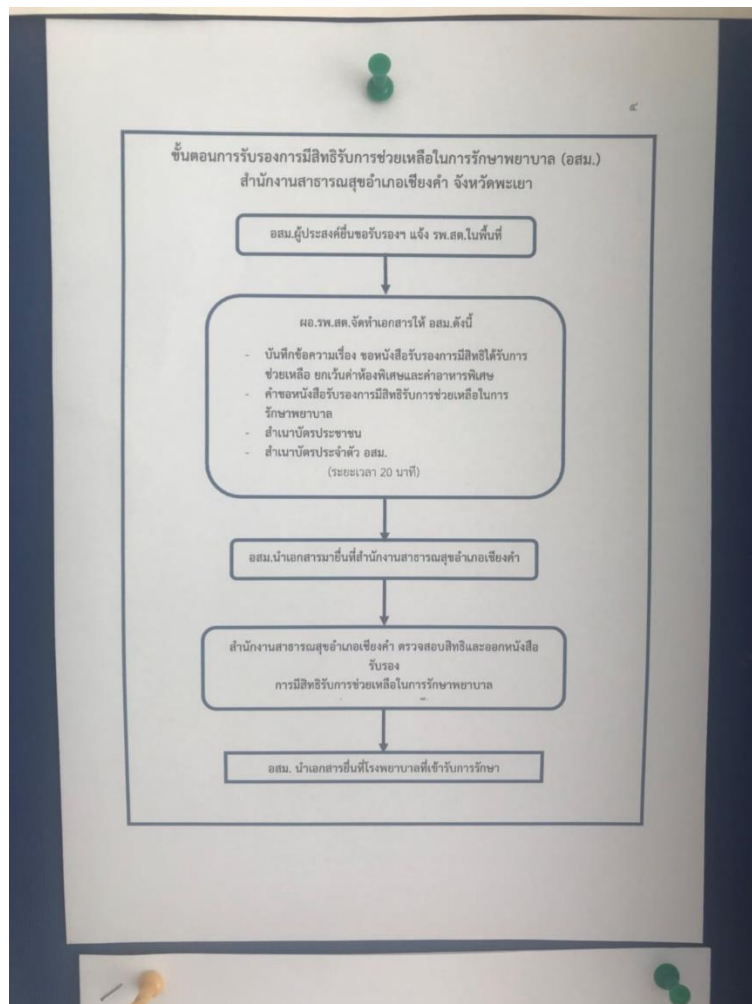 ๕
ขั้นตอนการรับรองการมีสิทธิรับการช่วยเหลือในการรักษาพยาบาล (อสม.)
สำนักงานสาธารณสุขอำเภอเชียงคำ จังหวัดพะเยา
อสม.ผู้ประสงค์ยื่นขอรับรองฯ แจ้ง รพ.สต.ในพื้นที่
ผอ.รพ.สต.จัดทำเอกสารให้ อสม.ดังนี้
- บันทึกข้อความเรื่อง ขอหนังสือรับรองการมีสิทธิได้รับการ
ช่วยเหลือ ยกเว้นค่าห้องพิเศษและค่าอาหารพิเศษ
- คำขอหนังสือรับรองการมีสิทธิรับการช่วยเหลือในการ
รักษาพยาบาล
- สำเนาบัตรประชาชน
- สำเนาบัตรประจำตัว อสม.
(ระยะเวลา 20 นาที)
อสม.นำเอกสารมายื่นที่สำนักงานสาธารณสุขอำเภอเชียงคำ
สำนักงานสาธารณสุขอำเภอเชียงคำ ตรวจสอบสิทธิและออกหนังสือ
รับรอง
การมีสิทธิรับการช่วยเหลือในการรักษาพยาบาล
อสม. นำเอกสารยื่นที่โรงพยาบาลที่เข้ารับการรักษา